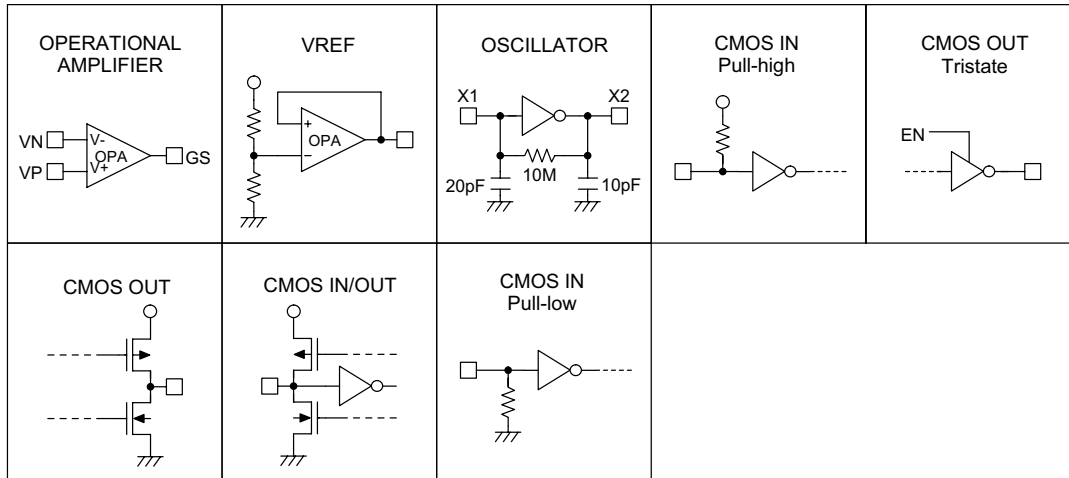 OPERATIONAL
AMPLIFIER
VN
V-
OPA
VP
V+
GS
VREF
+
OPA
−
OSCILLATOR
X1
X2
10M
20pF
10pF
CMOS IN
Pull-high
CMOS OUT
Tristate
EN
CMOS OUT
CMOS IN/OUT
CMOS IN
Pull-low